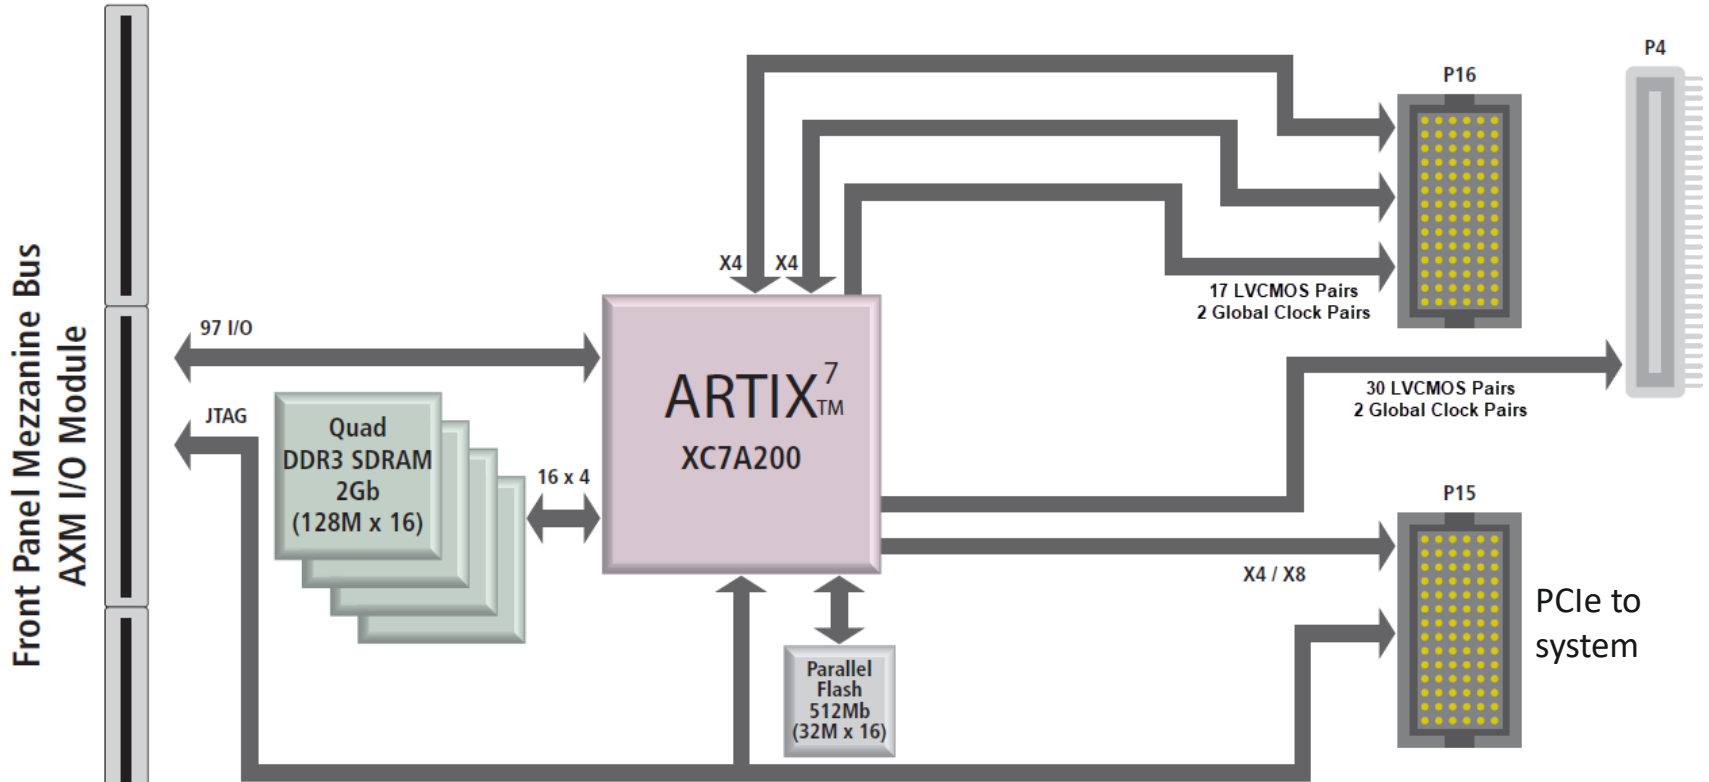 Front Panel Mezzanine Bus
AXM I/O Module
P4
P16
X4 X4
17 LVCMOS Pairs
2 Global Clock Pairs
97 I/O
ARTIX7™
XC7A200
30 LVCMOS Pairs
2 Global Clock Pairs
JTAG
Quad
DDR3 SDRAM
2Gb
(128M x 16)
16 x 4
P15
X4 / X8
PCIe to
system
Parallel
Flash
512Mb
(32M x 16)